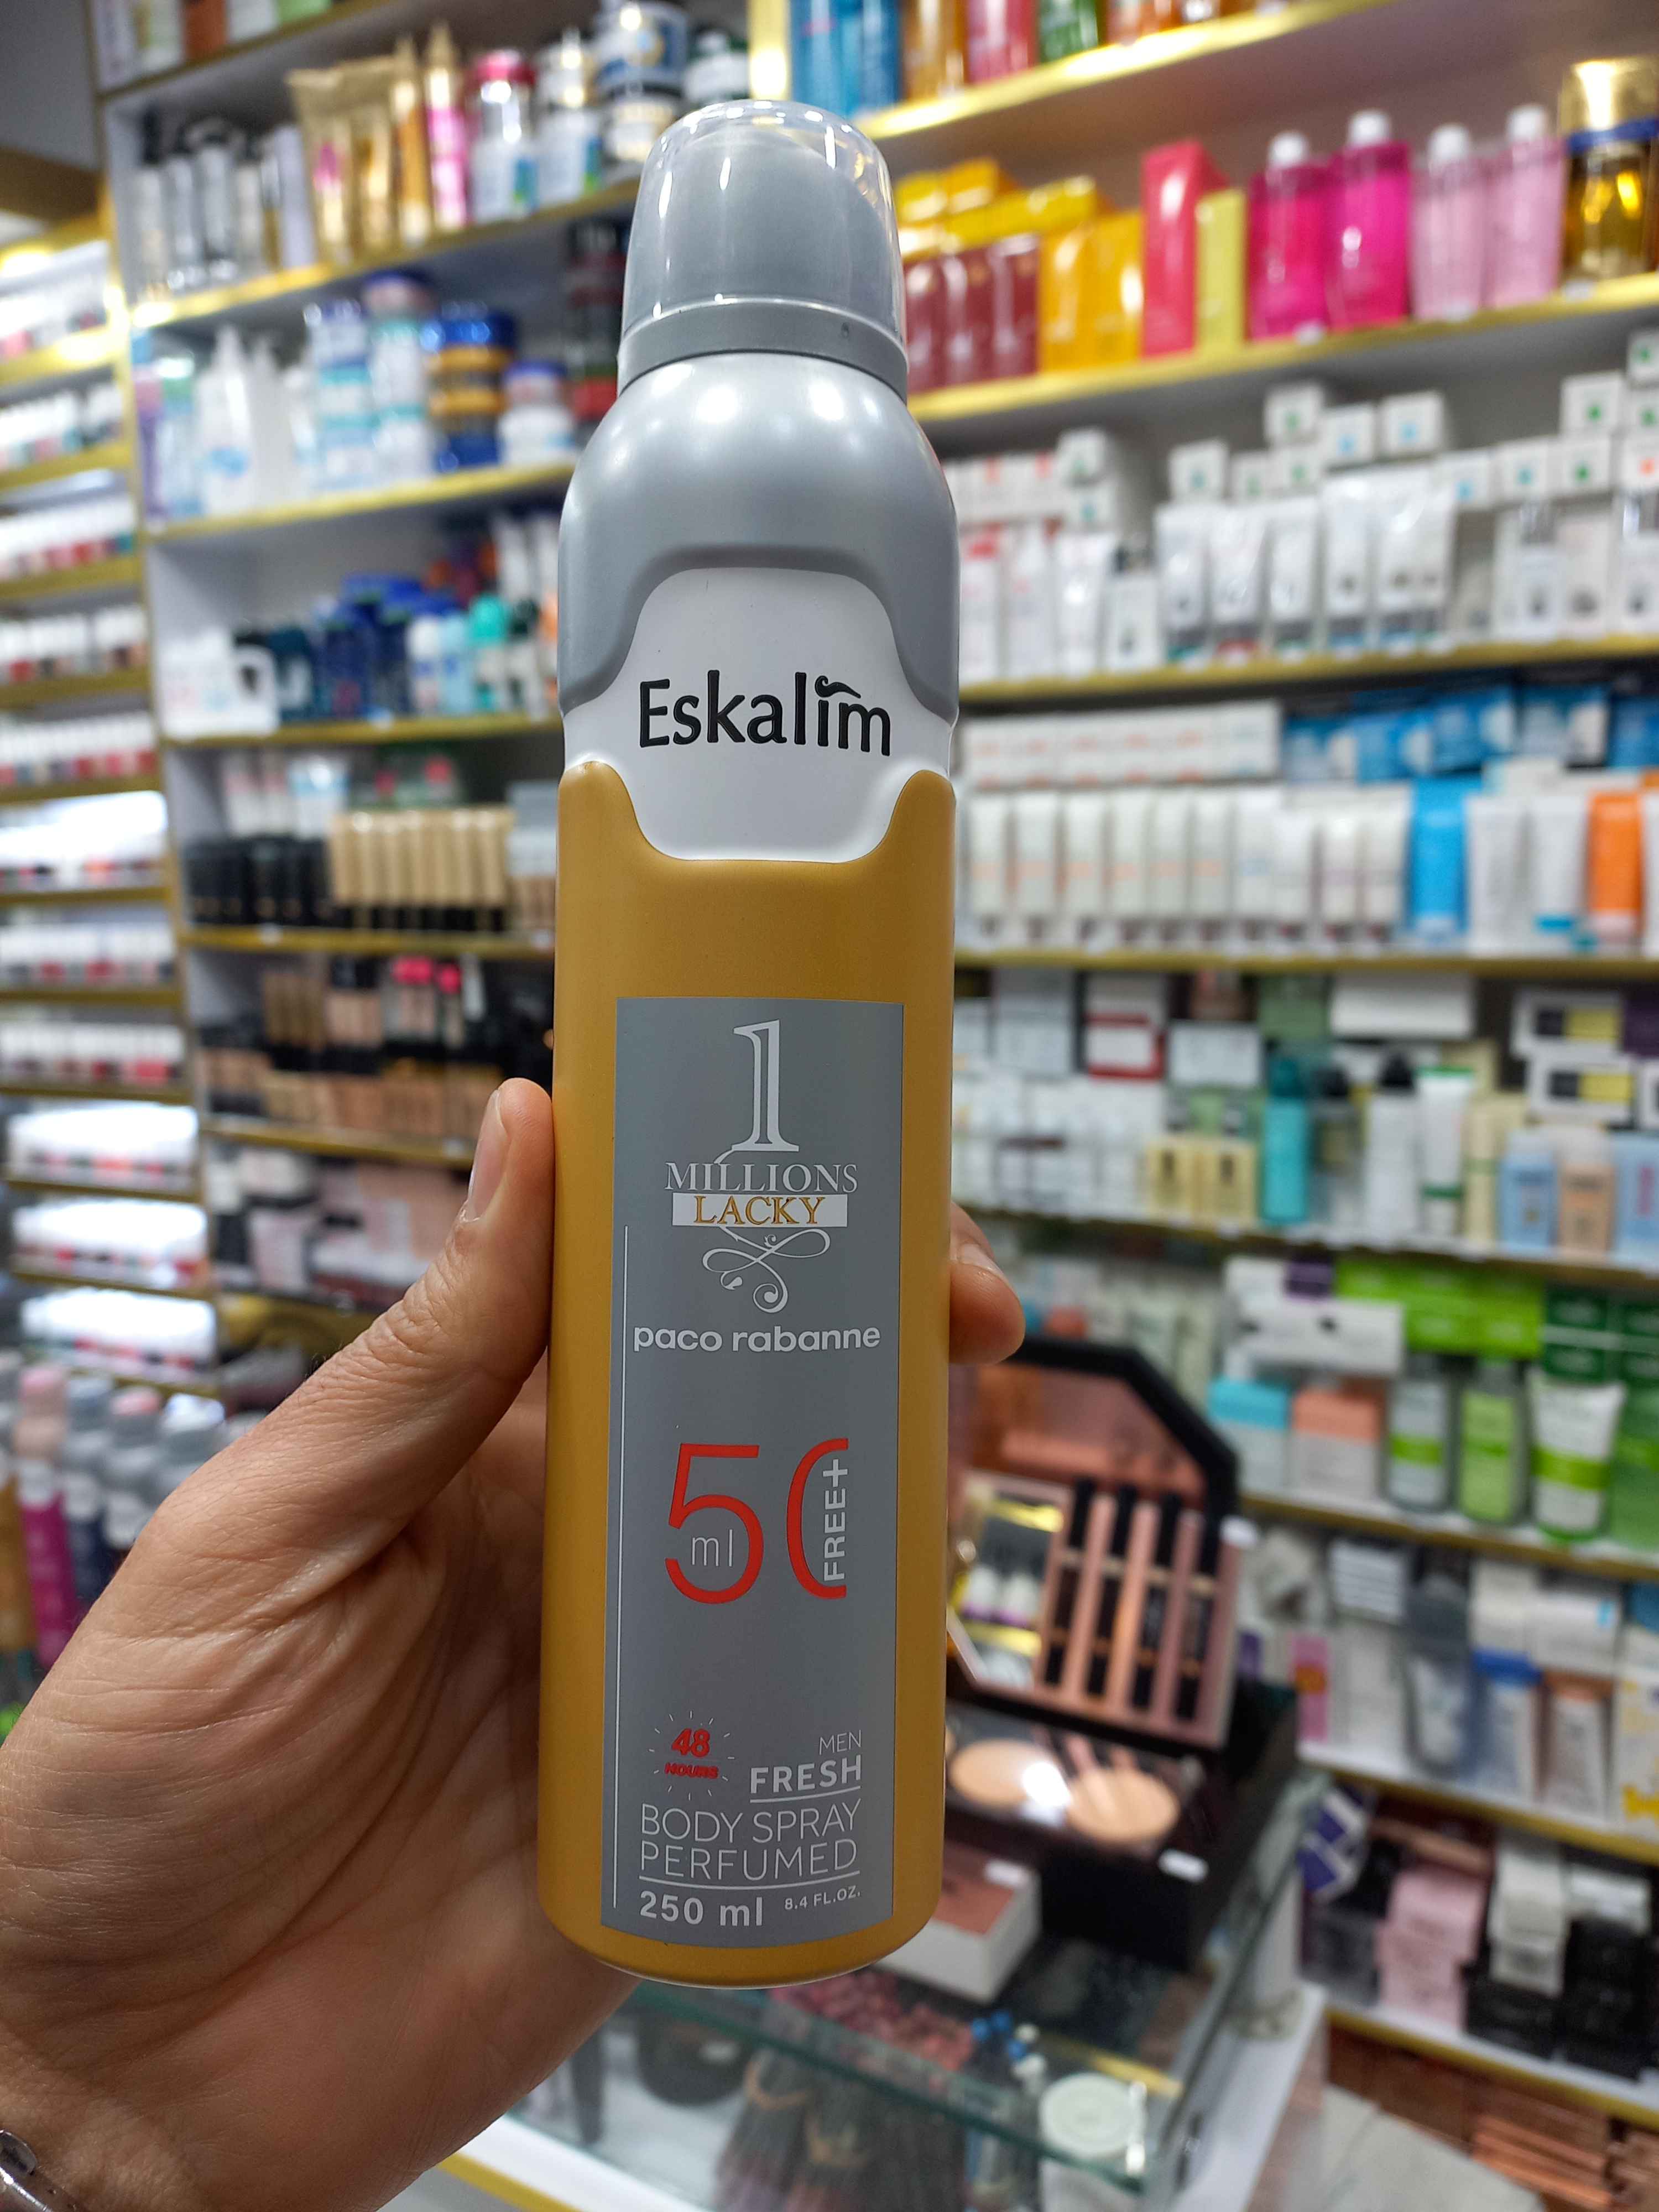 Eskalim
1
MILLIONS
LACKY
paco rabanne
50
ml
FREE+
48
HOURS
MEN
FRESH
BODY SPRAY
PERFUMED
250 ml 8.4 FL.OZ.